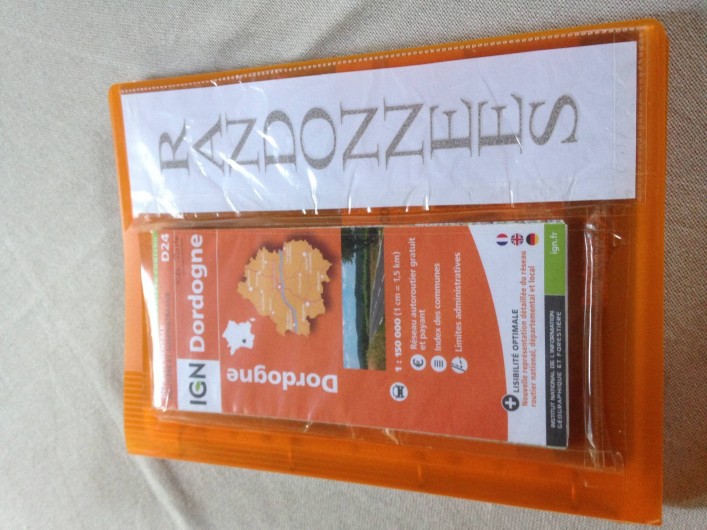 RANDONNEES
D24
IGN Dordogne
Dordogne
1 : 150 000 (1 cm = 1,5 km)
Réseau autoroutier gratuit
et payant
Index des communes
Limites administratives
LISIBILITÉ OPTIMALE
Nouvelle représentation détaillée du réseau
routier national, départemental et local
INSTITUT NATIONAL DE L'INFORMATION
GÉOGRAPHIQUE ET FORESTIÈRE
ign.fr